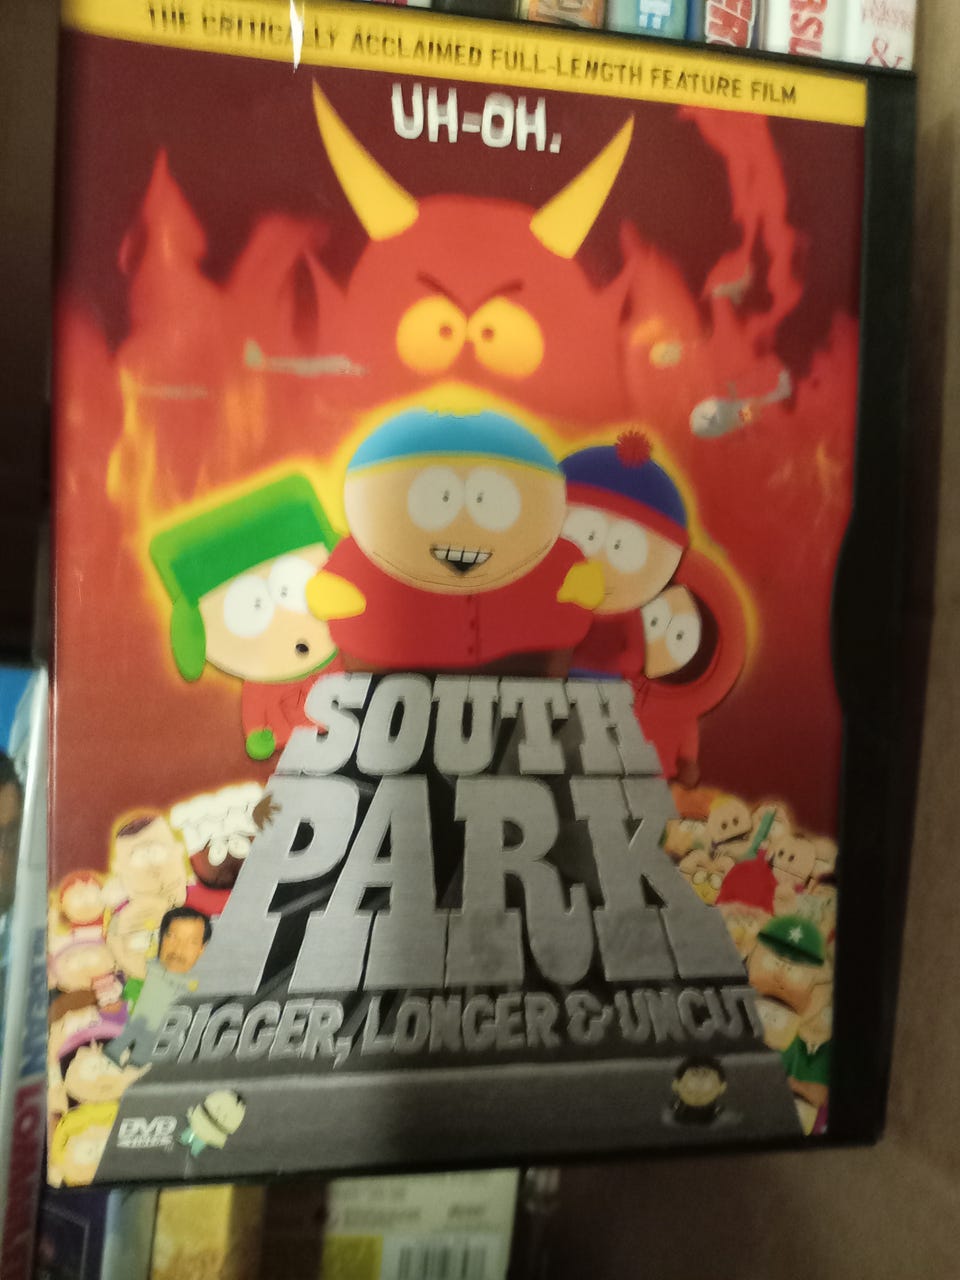 THE CRITICALLY ACCLAIMED FULL-LENGTH FEATURE FILM
UH-OH.
SOUTH
PARK
BIGGER, LONGER & UNCUT
DVD